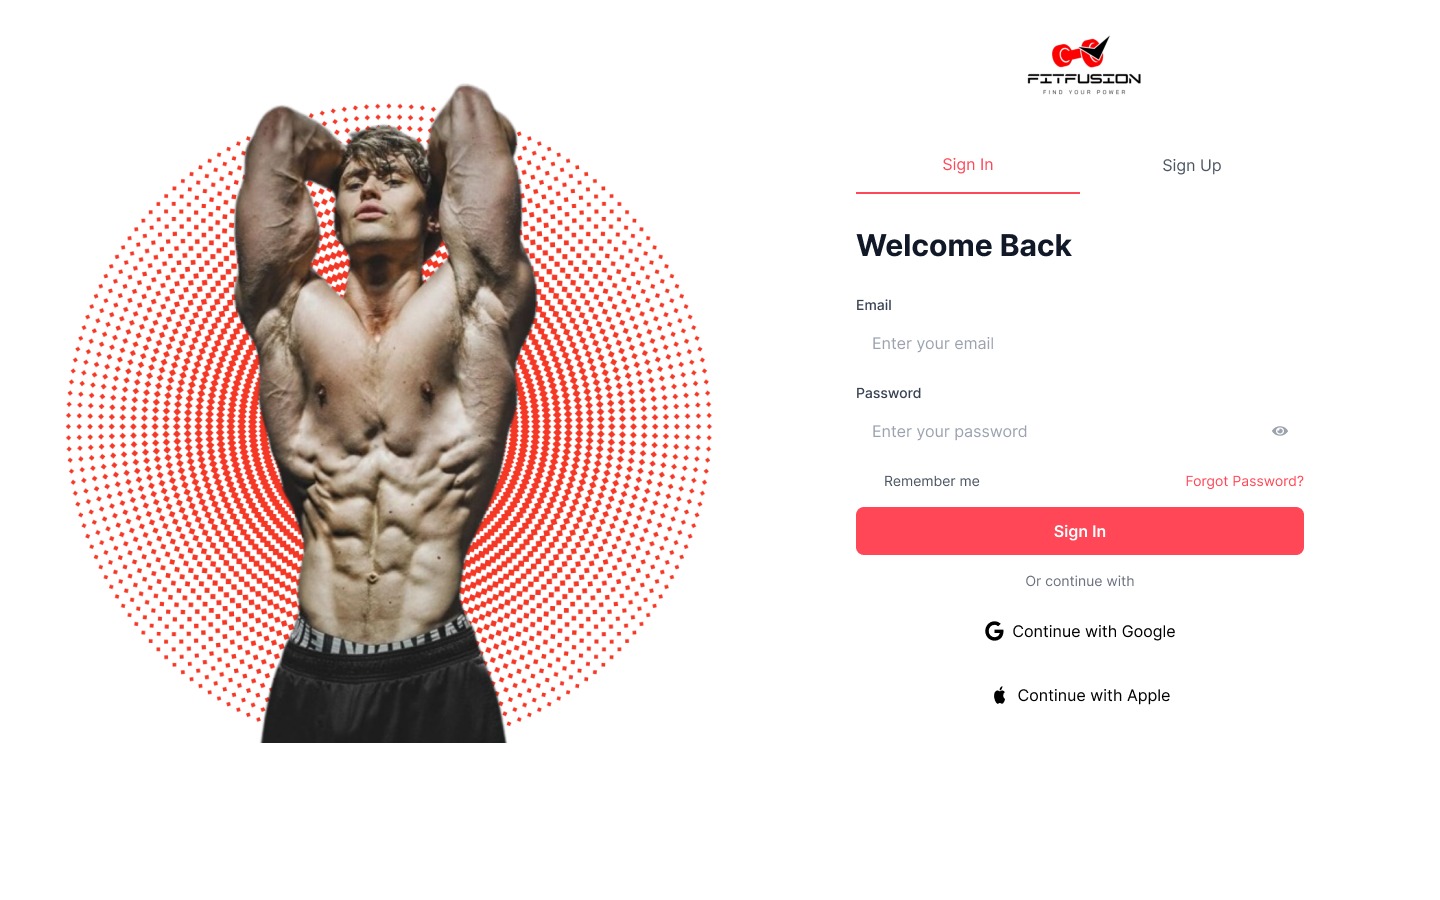 FITFUSION
FIND YOUR POWER
Sign In
Sign Up
Welcome Back
Email
Enter your email
Password
Enter your password
Remember me
Forgot Password?
Sign In
Or continue with
Continue with Google
Continue with Apple